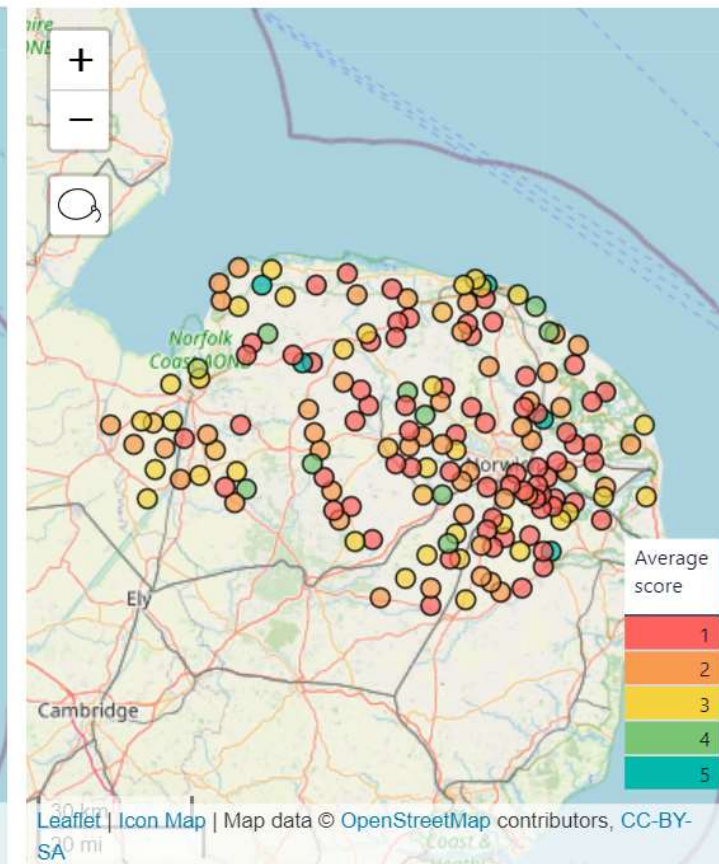 +
−
Norfolk
Coast AONB
Norwich
Ely
Cambridge
Average
score
1
2
3
4
5
30 km
20 mi
Leaflet | Icon Map | Map data © OpenStreetMap contributors, CC-BY-
SA
Coast &